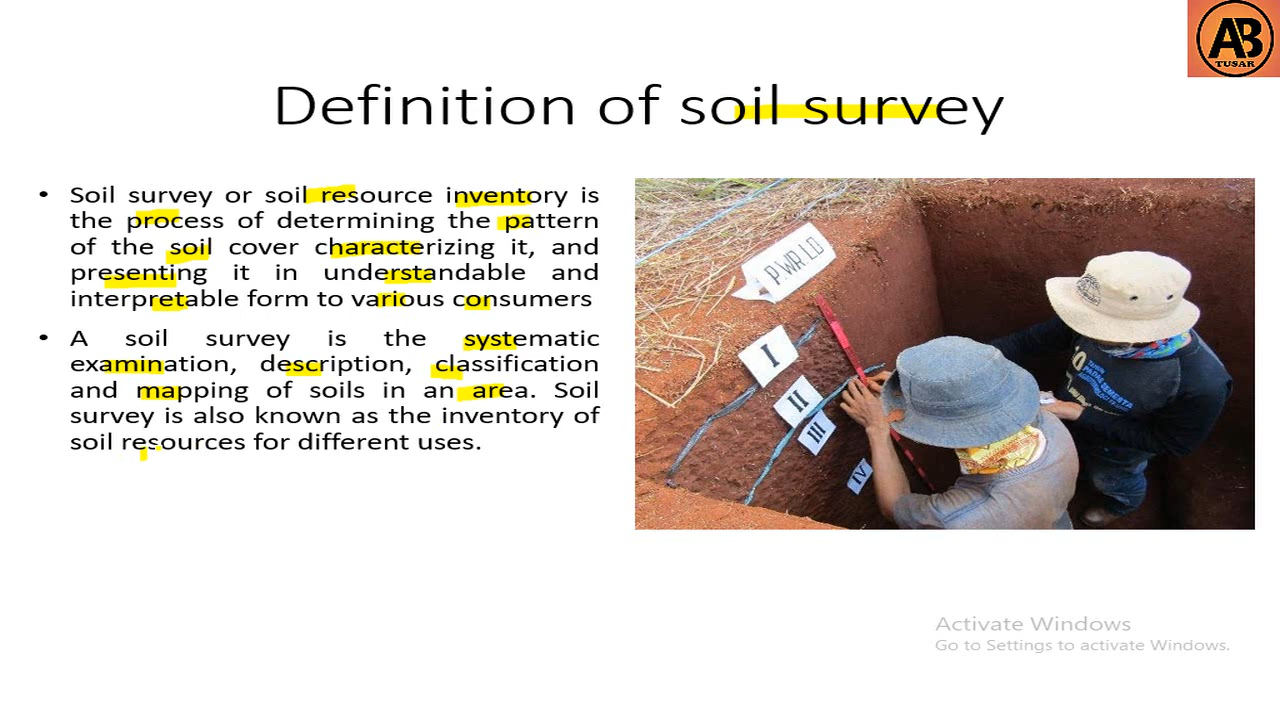 AB
TUSAR
Definition of soil survey
• Soil survey or soil resource inventory is
the process of determining the pattern
of the soil cover characterizing it, and
presenting it in understandable and
interpretable form to various consumers
• A soil survey is the systematic
examination, description, classification
and mapping of soils in an area. Soil
survey is also known as the inventory of
soil resources for different uses.
P.WR.LD
I
II
III
IV
Activate Windows
Go to Settings to activate Windows.